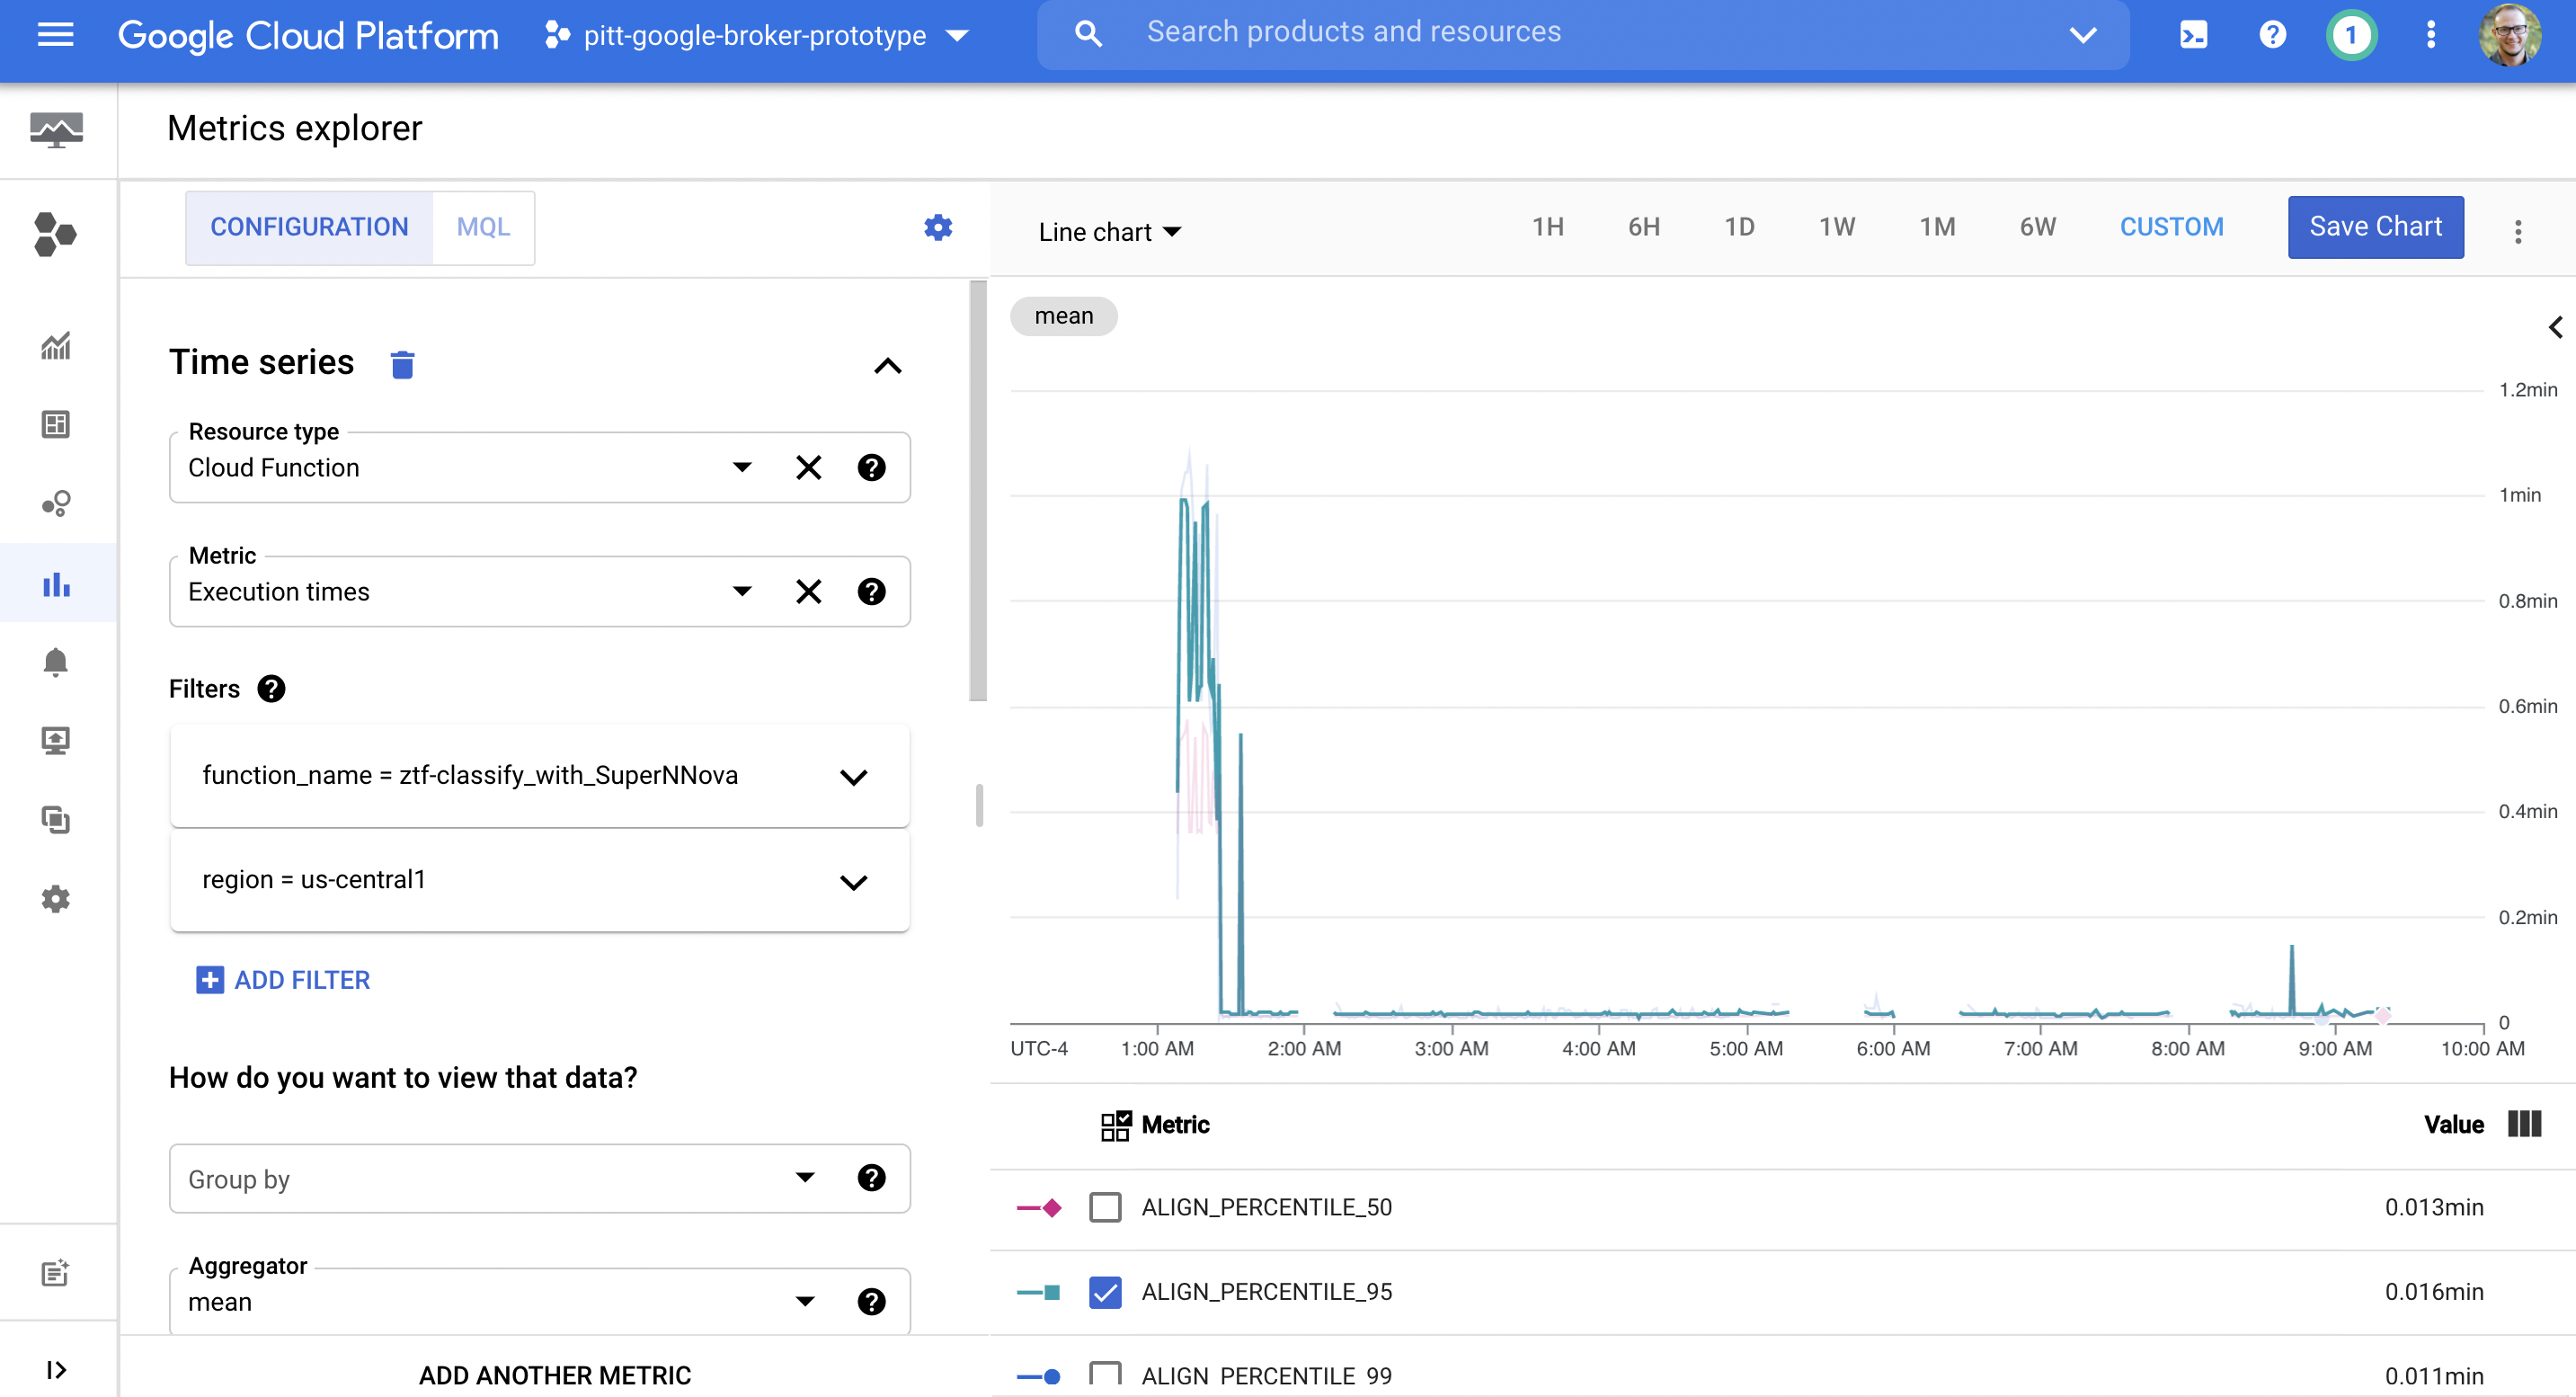 Google Cloud Platform
pitt-google-broker-prototype
Search products and resources
1
Metrics explorer
CONFIGURATION
MQL
Line chart
1H
6H
1D
1W
1M
6W
CUSTOM
Save Chart
Time series
Resource type
Cloud Function
Metric
Execution times
Filters
function_name = ztf-classify_with_SuperNNova
region = us-central1
ADD FILTER
How do you want to view that data?
Group by
Aggregator
mean
ADD ANOTHER METRIC
mean
1.2min
1min
0.8min
0.6min
0.4min
0.2min
0
UTC-4
1:00 AM
2:00 AM
3:00 AM
4:00 AM
5:00 AM
6:00 AM
7:00 AM
8:00 AM
9:00 AM
10:00 AM
Metric
Value
ALIGN_PERCENTILE_50
0.013min
ALIGN_PERCENTILE_95
0.016min
ALIGN_PERCENTILE_99
0.011min